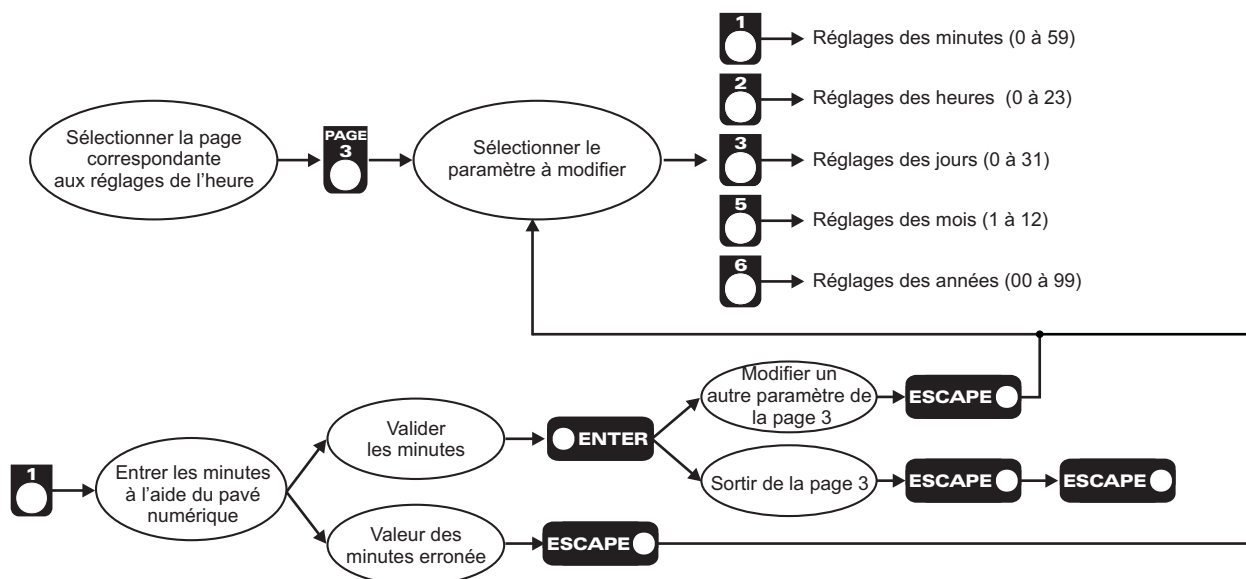 Sélectionner la page
correspondante
aux réglages de l'heure
PAGE
3
Sélectionner le
paramètre à modifier
1
Réglages des minutes (0 à 59)
2
Réglages des heures (0 à 23)
3
Réglages des jours (0 à 31)
5
Réglages des mois (1 à 12)
6
Réglages des années (00 à 99)
1
Entrer les minutes
à l'aide du pavé
numérique
Valider
les minutes
ENTER
Modifier un
autre paramètre de
la page 3
ESCAPE
Sortir de la page 3
ESCAPE
ESCAPE
Valeur des
minutes erronée
ESCAPE